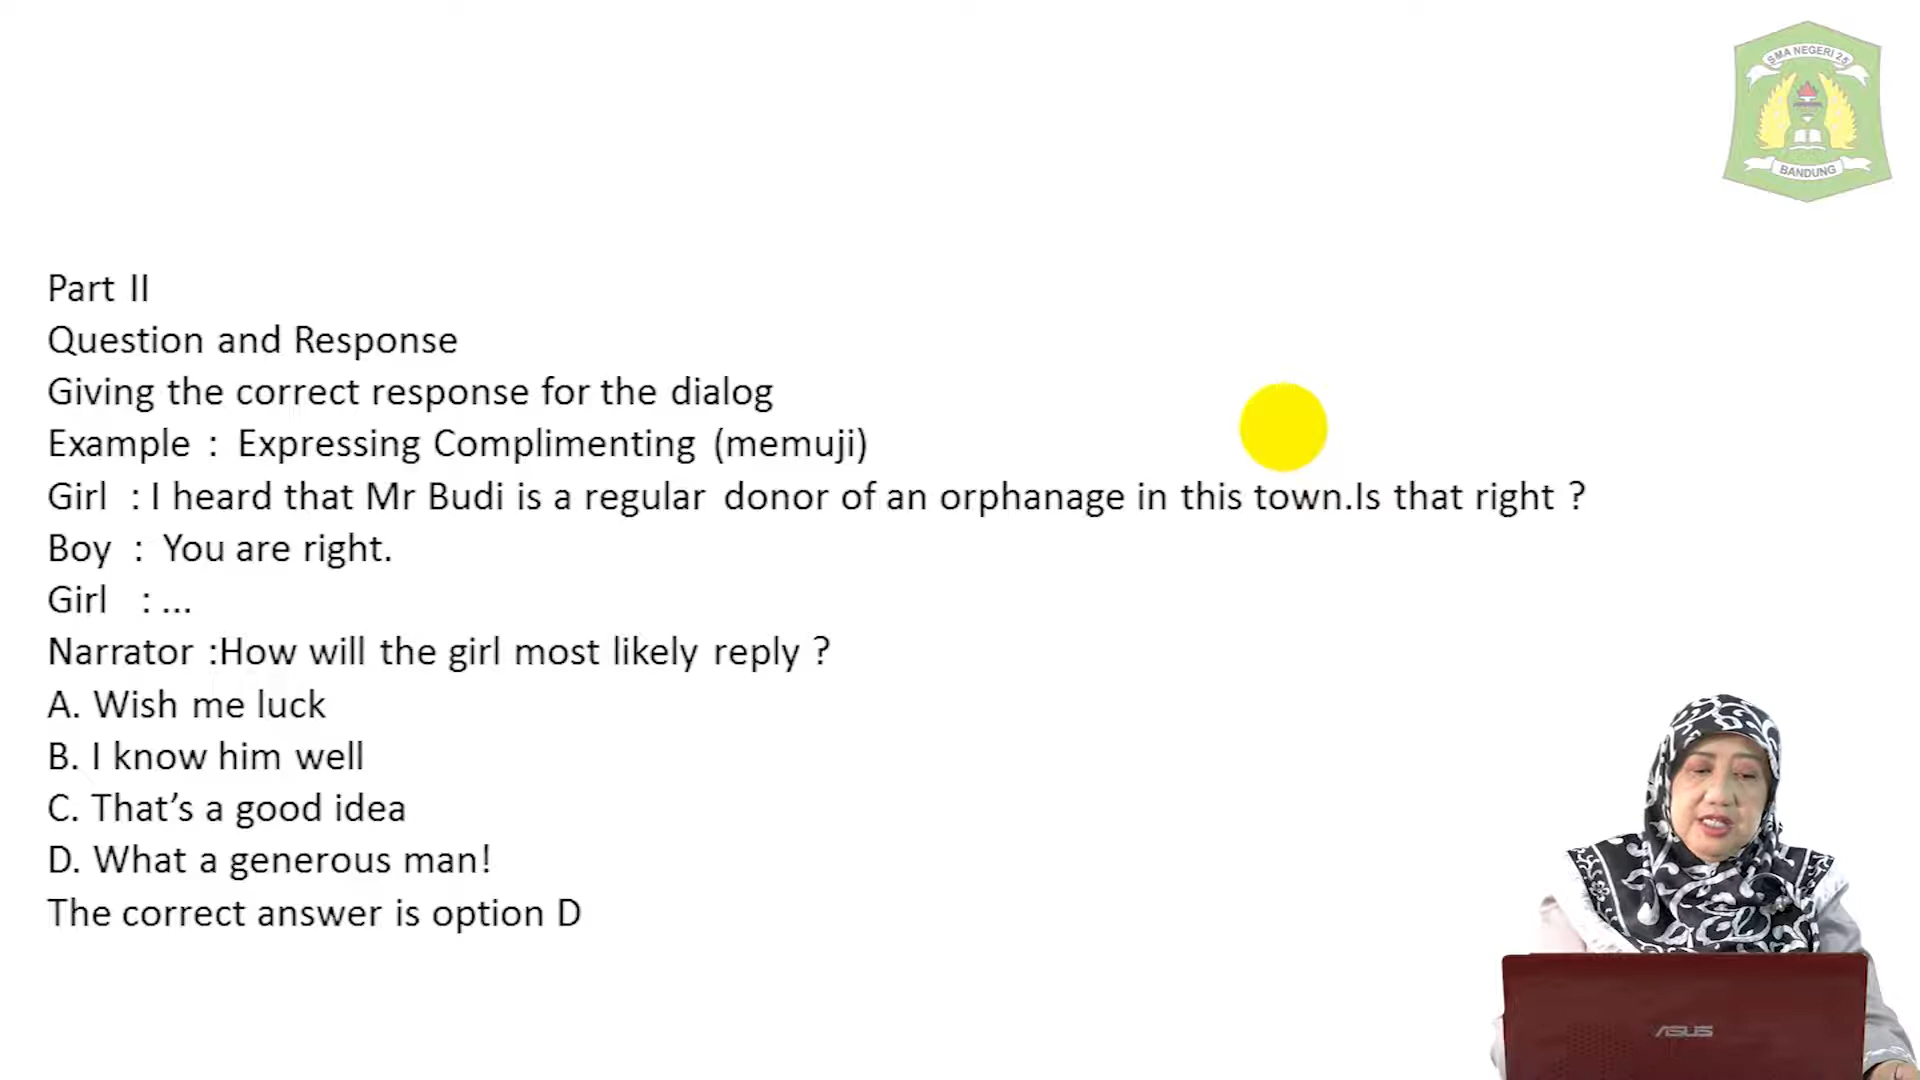 SMA NEGERI 25
BANDUNG
Part II
Question and Response
Giving the correct response for the dialog
Example : Expressing Complimenting (memuji)
Girl : I heard that Mr Budi is a regular donor of an orphanage in this town.Is that right ?
Boy : You are right.
Girl : ...
Narrator :How will the girl most likely reply ?
A. Wish me luck
B. I know him well
C. That’s a good idea
D. What a generous man!
The correct answer is option D
ASUS